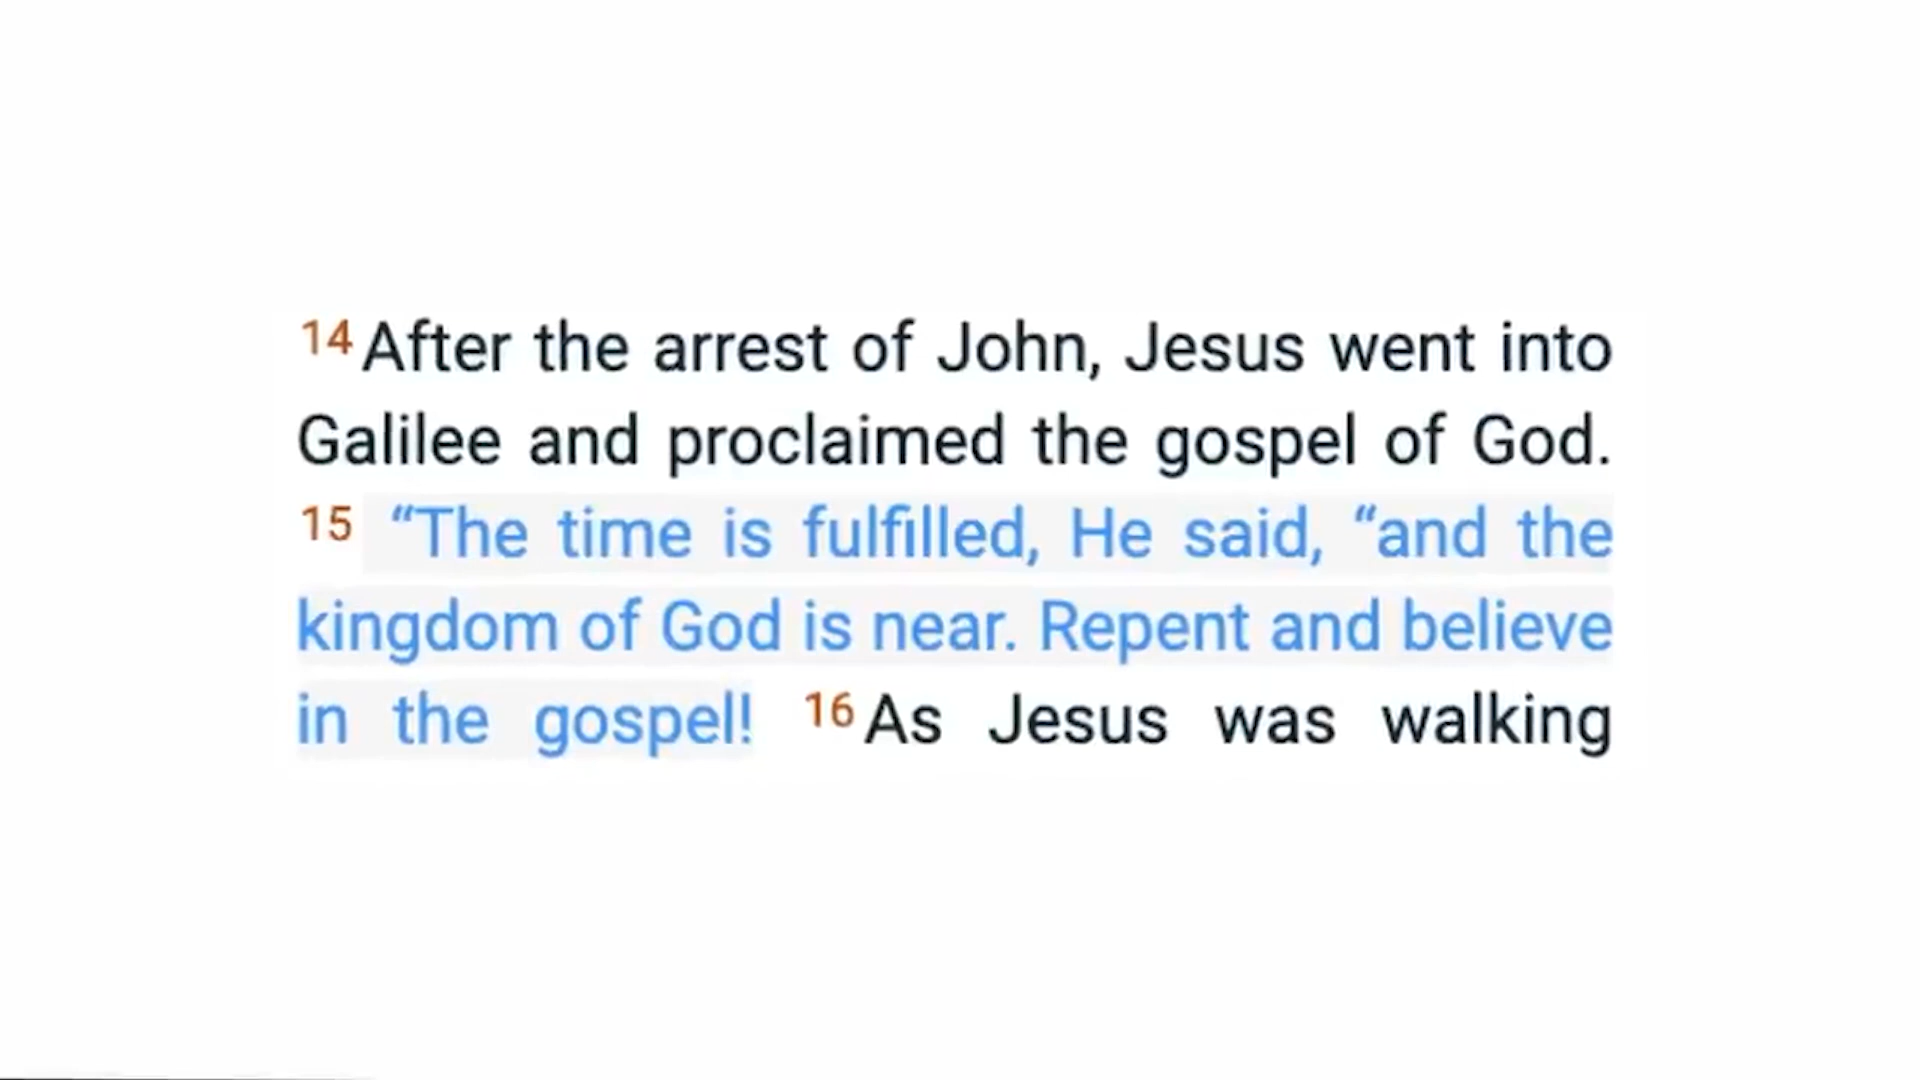 14 After the arrest of John, Jesus went into
Galilee and proclaimed the gospel of God.
15 “The time is fulfilled, He said, “and the
kingdom of God is near. Repent and believe
in the gospel! 16 As Jesus was walking